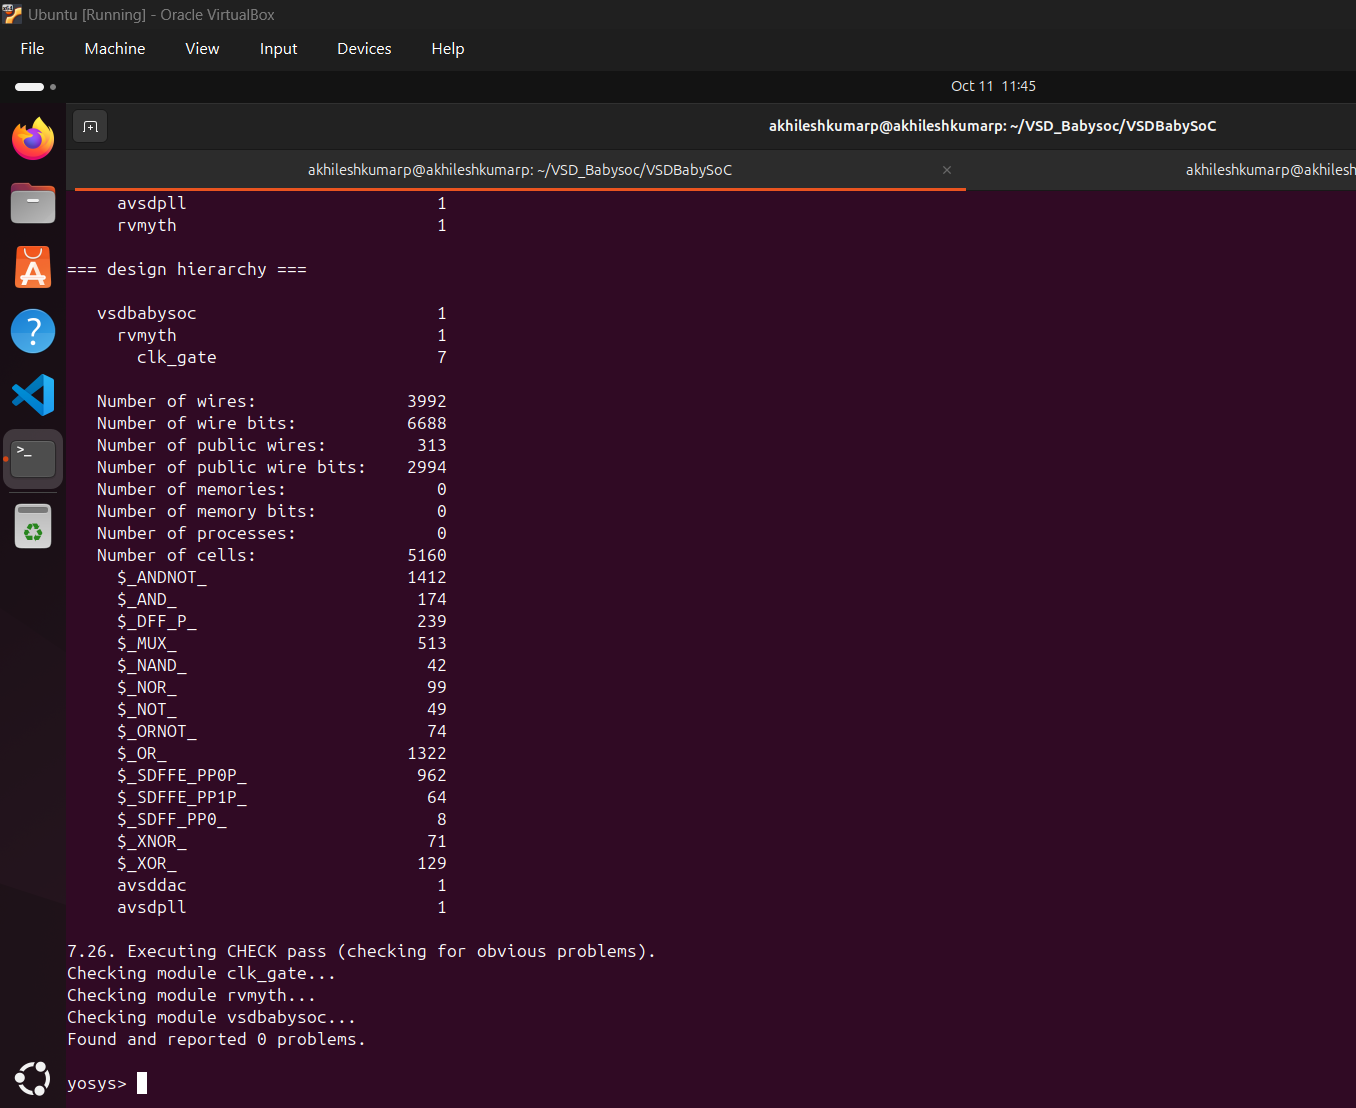 Ubuntu [Running] - Oracle VirtualBox
File Machine View Input Devices Help
Oct 11 11:45
akhileshkumarp@akhileshkumarp: ~/VSD_Babysoc/VSDBabySoC
akhileshkumarp@akhileshkumarp: ~/VSD_Babysoc/VSDBabySoC × akhileshkumarp@akhilesh
avsdpll 1
rvmyth 1
=== design hierarchy ===
vsdbabysoc 1
rvmyth 1
clk_gate 7
Number of wires: 3992
Number of wire bits: 6688
Number of public wires: 313
Number of public wire bits: 2994
Number of memories: 0
Number of memory bits: 0
Number of processes: 0
Number of cells: 5160
$_ANDNOT_ 1412
$_AND_ 174
$_DFF_P_ 239
$_MUX_ 513
$_NAND_ 42
$_NOR_ 99
$_NOT_ 49
$_ORNOT_ 74
$_OR_ 1322
$_SDFFE_PP0P_ 962
$_SDFFE_PP1P_ 64
$_SDFF_PP0_ 8
$_XNOR_ 71
$_XOR_ 129
avsddac 1
avsdpll 1
7.26. Executing CHECK pass (checking for obvious problems).
Checking module clk_gate...
Checking module rvmyth...
Checking module vsdbabysoc...
Found and reported 0 problems.
yosys>